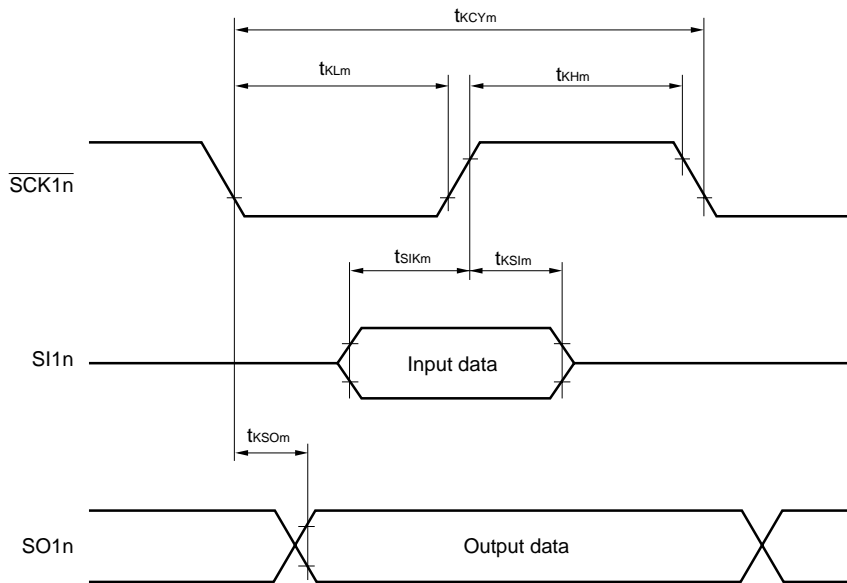 tKCYm
tKLm
tKHm
SCK1n
tSIKm
tKSIm
SI1n
Input data
tKSOm
SO1n
Output data